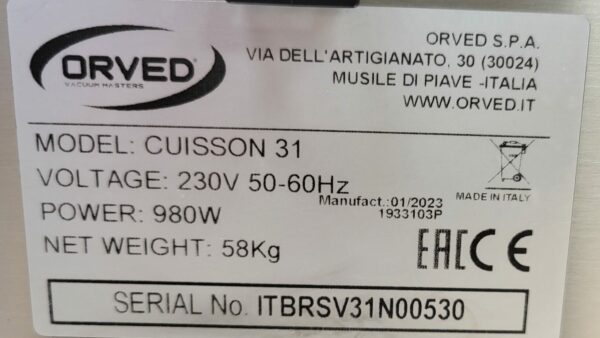 ORVED®
VACUUM MASTERS
ORVED S.P.A.
VIA DELL'ARTIGIANATO, 30 (30024)
MUSILE DI PIAVE -ITALIA
WWW.ORVED.IT
MODEL: CUISSON 31
VOLTAGE: 230V 50-60Hz
Manufact.:01/2023
1933103P
MADE IN ITALY
POWER: 980W
NET WEIGHT: 58Kg
EAC CE
SERIAL No. ITBRSV31N00530